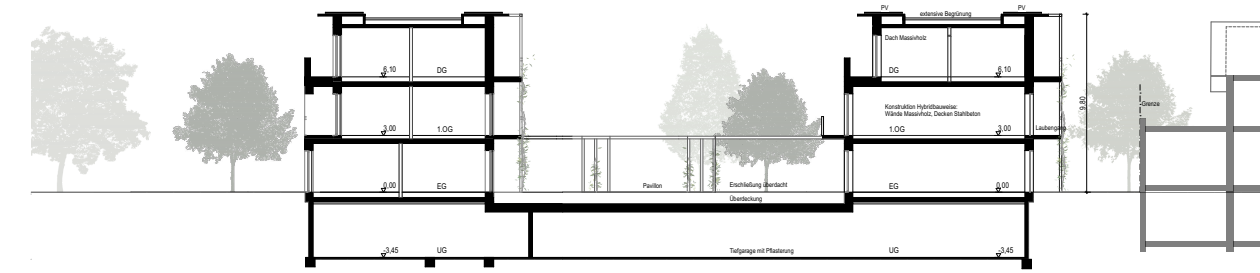 PV
extensive Begrünung
PV
Dach Massivholz
6,10
DG
DG
6,10
9,80
Grenze
Konstruktion Hybridbauweise:
Wände Massivholz, Decken Stahlbeton
3,00
1.OG
1.OG
3,00
Laubengang
0,00
EG
Pavillon
Erschließung überdacht
EG
0,00
Überdeckung
-3,45
UG
Tiefgarage mit Pflasterung
UG
-3,45